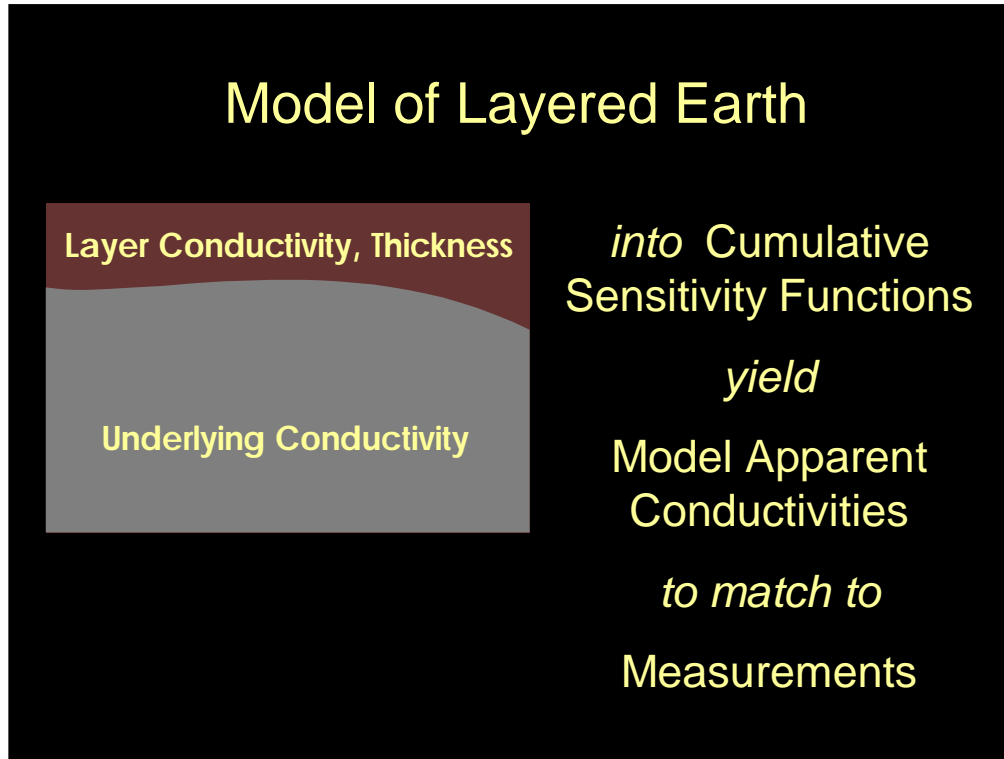 Model of Layered Earth
Layer Conductivity, Thickness
Underlying Conductivity
into Cumulative
Sensitivity Functions
yield
Model Apparent
Conductivities
to match to
Measurements